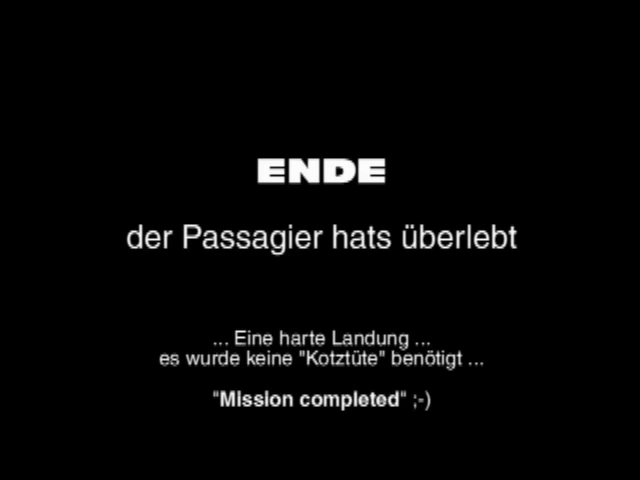 ENDE
der Passagier hats überlebt
... Eine harte Landung ...
es wurde keine "Kotztüte" benötigt ...
"Mission completed" ;-)